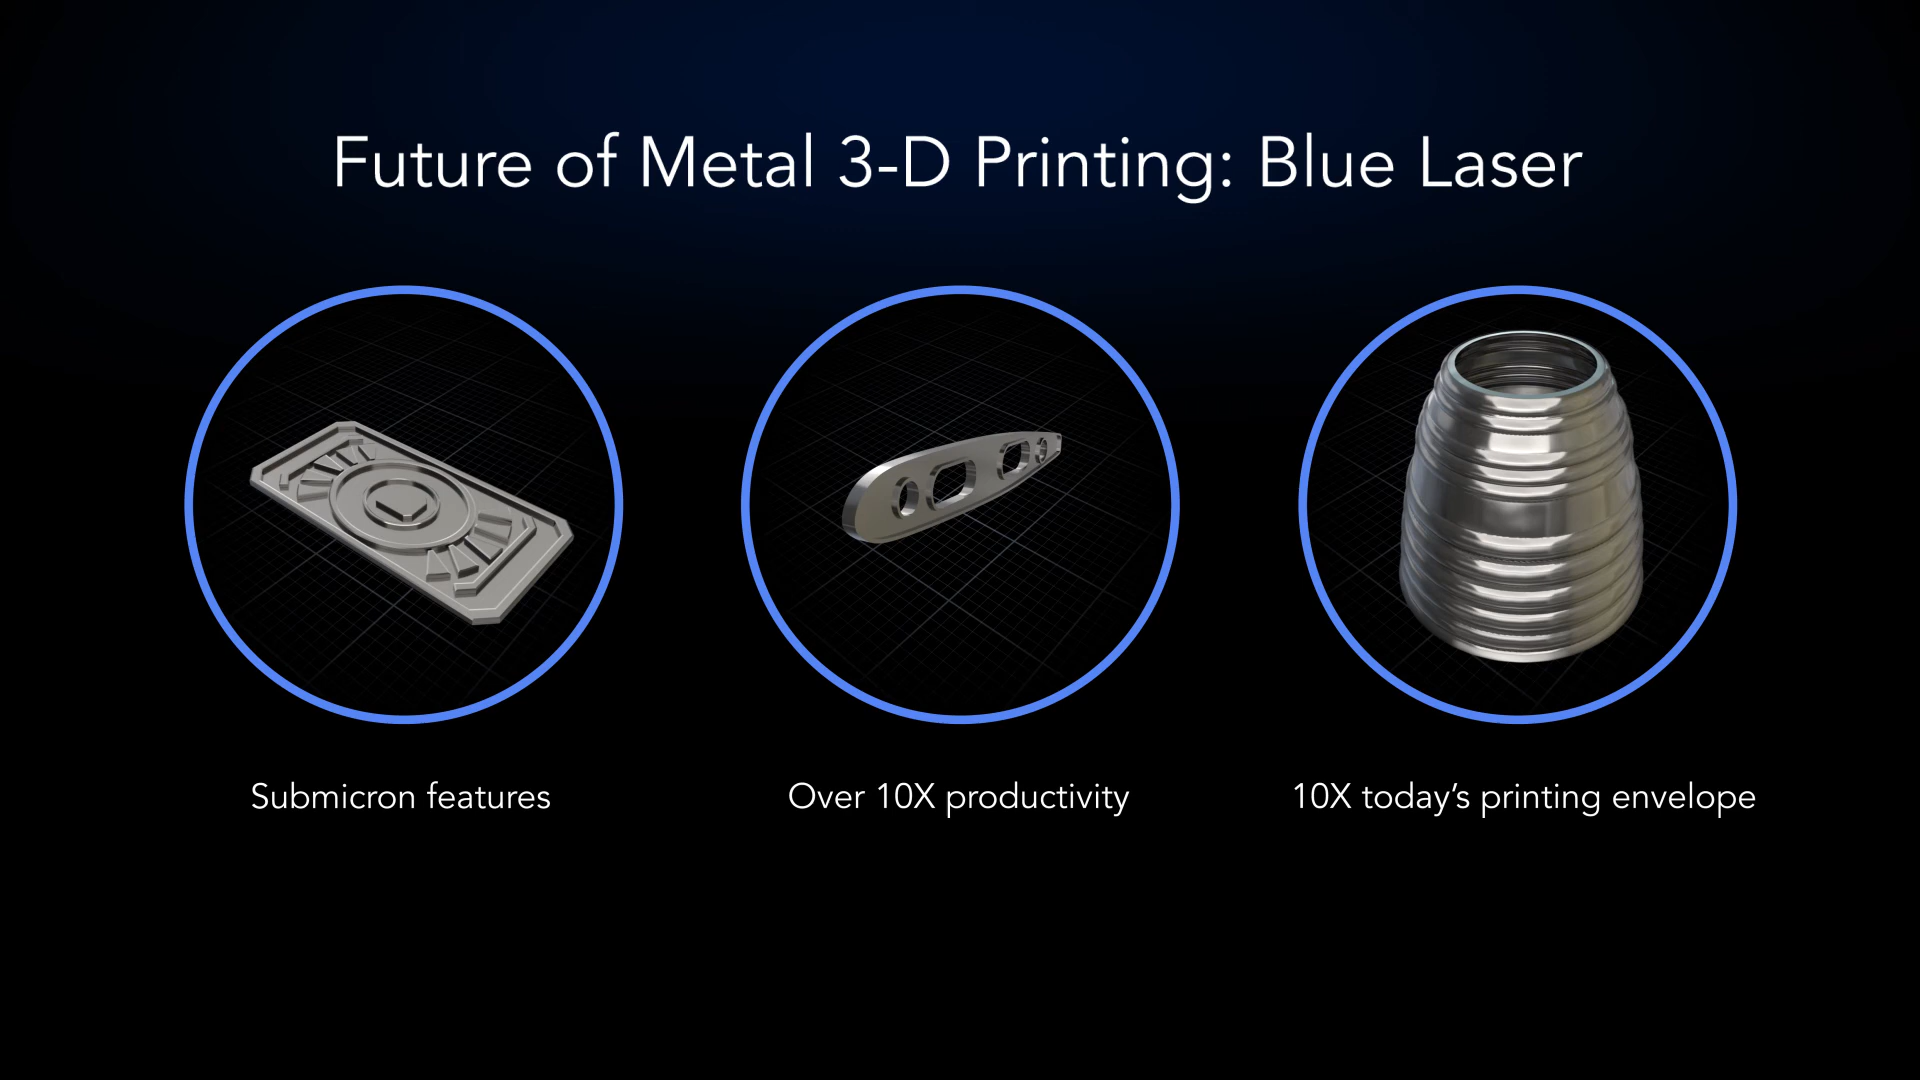 Future of Metal 3-D Printing: Blue Laser
Submicron features
Over 10X productivity
10X today’s printing envelope